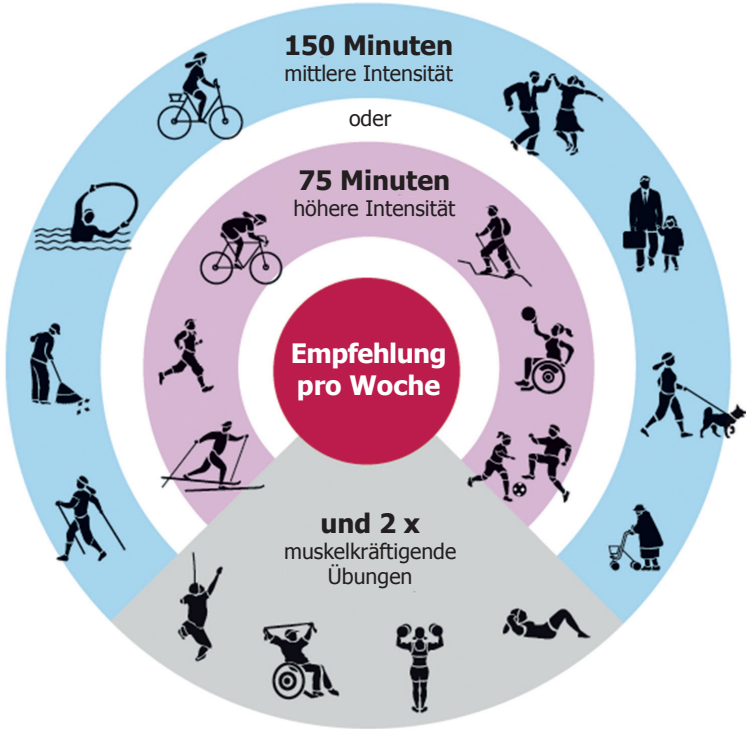 150 Minuten
mittlere Intensität
oder
75 Minuten
höhere Intensität
Empfehlung
pro Woche
und 2 x
muskelkräftigende
Übungen